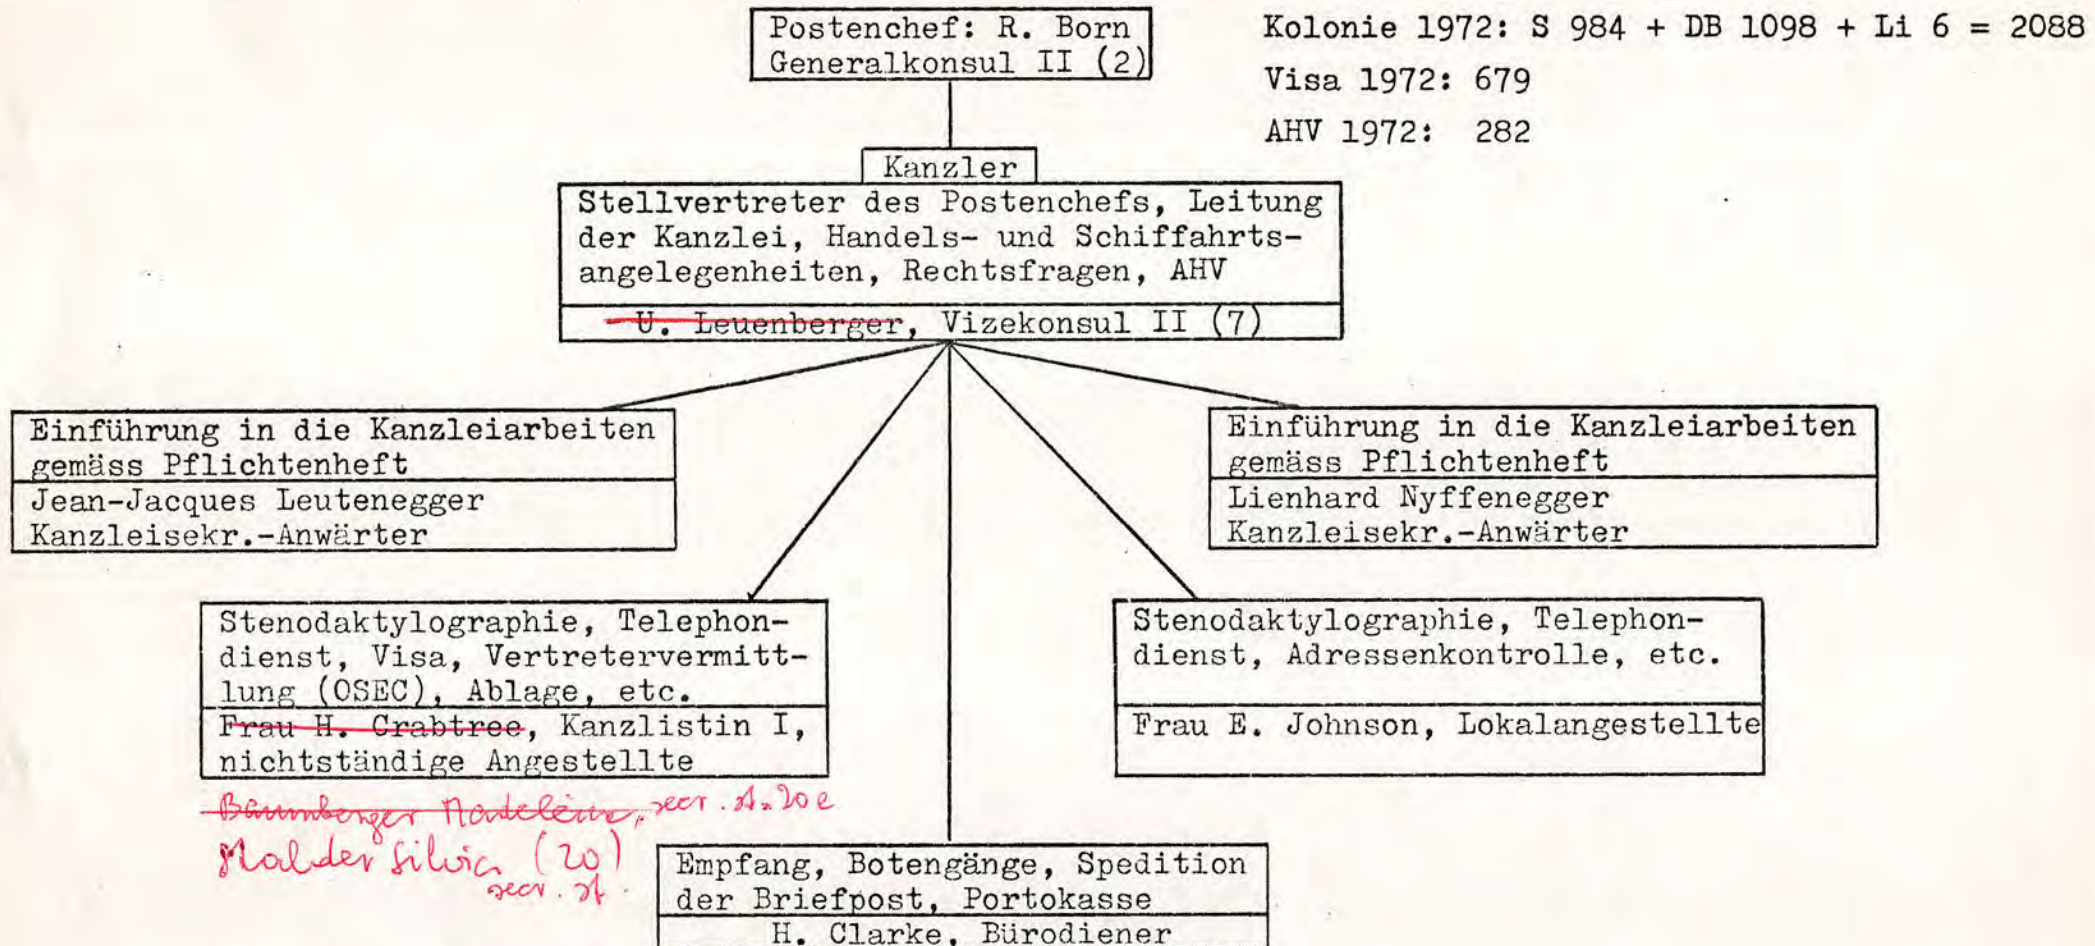 Postenchef: R. Born
Generalkonsul II (2)
Kolonie 1972: S 984 + DB 1098 + Li 6 = 2088
Visa 1972: 679
AHV 1972: 282
Kanzler
Stellvertreter des Postenchefs, Leitung
der Kanzlei, Handels- und Schiffahrts-
angelegenheiten, Rechtsfragen, AHV
U. Leuenberger, Vizekonsul II (7)
Einführung in die Kanzleiarbeiten
gemäss Pflichtenheft
Jean-Jacques Leutenegger
Kanzleisekr.-Anwärter
Einführung in die Kanzleiarbeiten
gemäss Pflichtenheft
Lienhard Nyffenegger
Kanzleisekr.-Anwärter
Stenodaktylographie, Telephon-
dienst, Visa, Vertretervermitt-
lung (OSEC), Ablage, etc.
Frau H. Crabtree, Kanzlistin I,
nichtständige Angestellte
secr.
Silvia (20)
secr. st.
Stenodaktylographie, Telephon-
dienst, Adressenkontrolle, etc.
Frau E. Johnson, Lokalangestellte
Empfang, Botengänge, Spedition
der Briefpost, Portokasse
H. Clarke, Bürodiener